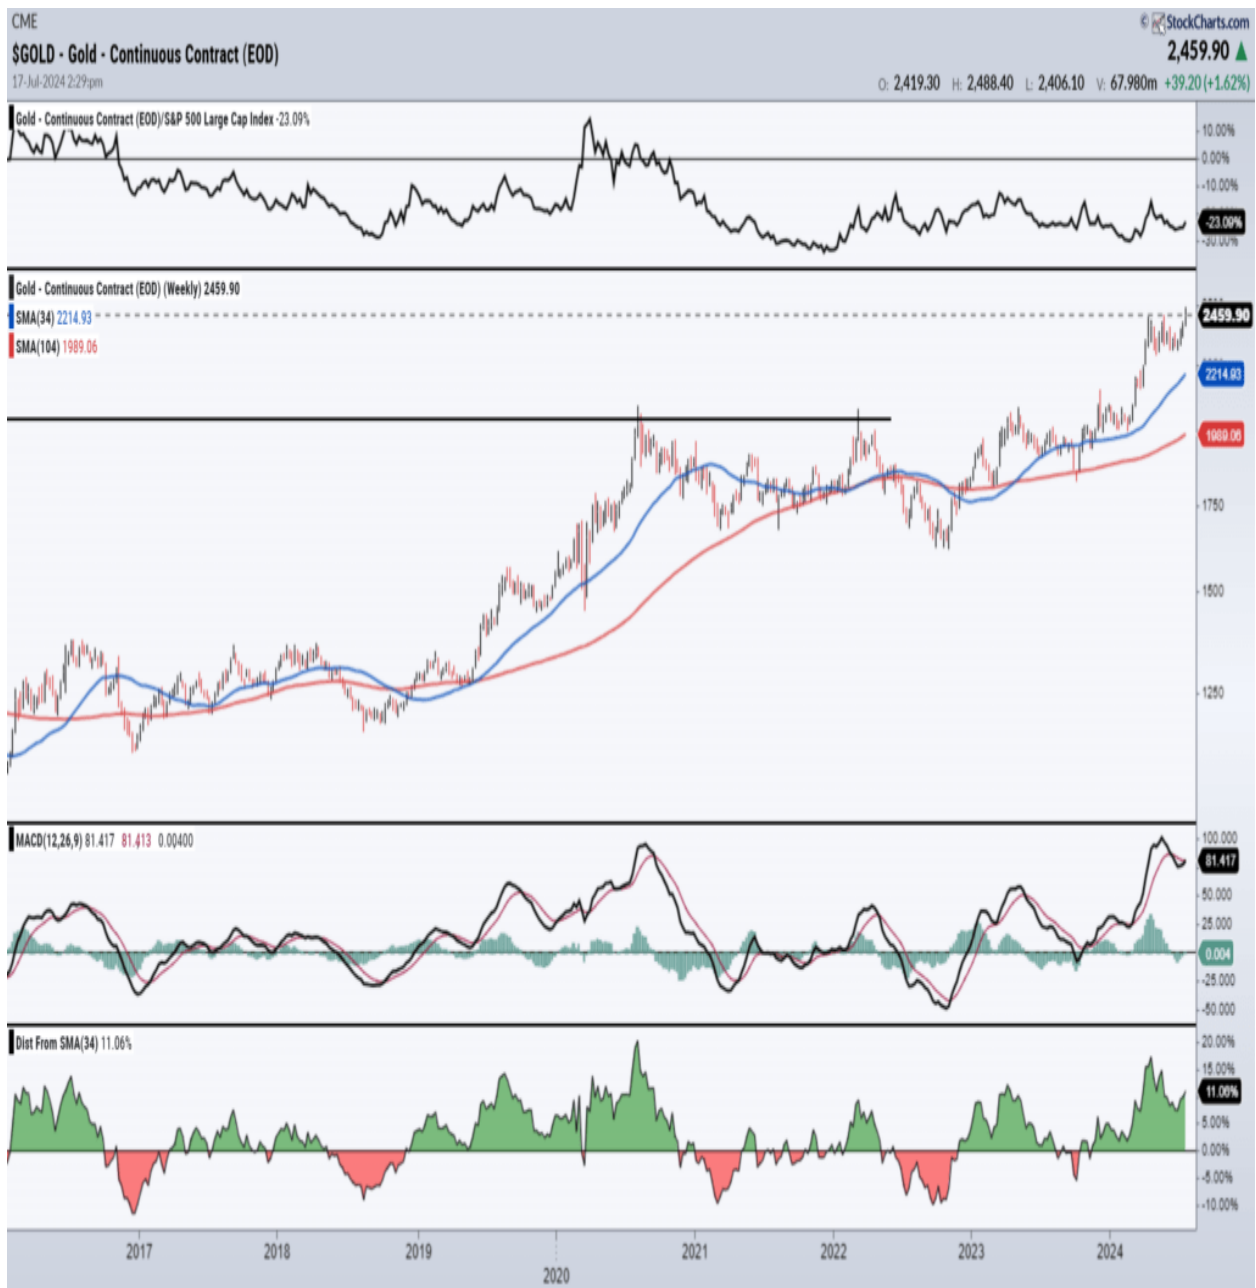 CME
© StockCharts.com
$GOLD - Gold - Continuous Contract (EOD)
2,459.90
17-Jul-2024 2:29:pm
O: 2,419.30 H: 2,488.40 L: 2,406.10 V: 67.980m +39.20 (+1.62%)
Gold - Continuous Contract (EOD)/S&P 500 Large Cap Index -23.09%
10.00%
0.00%
-10.00%
-23.09%
-30.00%
Gold - Continuous Contract (EOD) (Weekly) 2459.90
SMA(34) 2214.93
SMA(104) 1989.06
2459.90
2214.93
1989.06
1750
1500
1250
MACD(12,26,9) 81.417 81.413 0.00400
100.000
81.417
50.000
25.000
0.004
-25.000
-50.000
Dist From SMA(34) 11.06%
20.00%
15.00%
11.06%
5.00%
0.00%
-5.00%
-10.00%
2017 2018 2019 2020 2021 2022 2023 2024